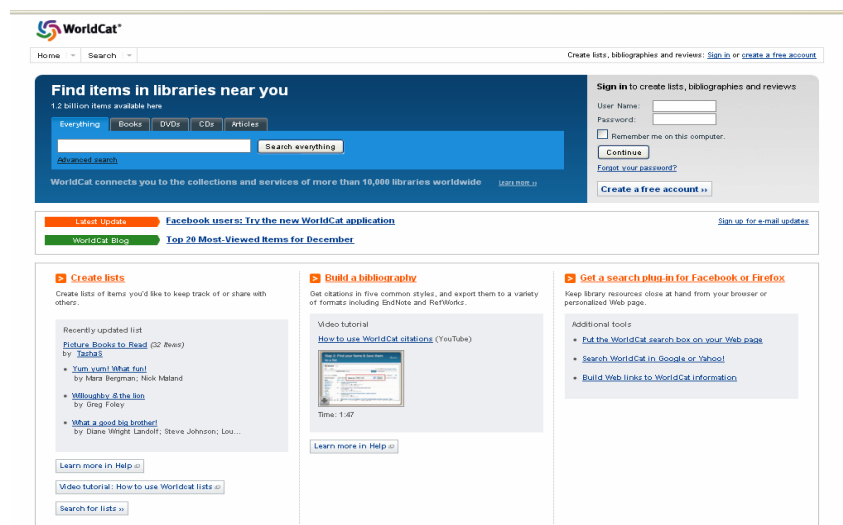 WorldCat®
Home Search Create lists, bibliographies and reviews: Sign in or create a free account
Find items in libraries near you
1.2 billion items available here
Everything Books DVDs CDs Articles
Search everything
Advanced search
WorldCat connects you to the collections and services of more than 10,000 libraries worldwide Learn more »
Sign in to create lists, bibliographies and reviews
User Name:
Password:
Remember me on this computer.
Continue
Forgot your password?
Create a free account »
Latest Update Facebook users: Try the new WorldCat application Sign up for e-mail updates
WorldCat Blog Top 20 Most-Viewed Items for December
Create lists
Create lists of items you'd like to keep track of or share with
others.
Recently updated list
Picture Books to Read (32 items)
by TashaS
• Yum yum! What fun!
by Mara Bergman; Nick Maland
• Willoughby & the lion
by Greg Foley
• What a good big brother!
by Diane Wright Landolf; Steve Johnson; Lou...
Learn more in Help
Video tutorial: How to use Worldcat lists
Search for lists »
Build a bibliography
Get citations in five common styles, and export them to a variety
of formats including EndNote and RefWorks.
Video tutorial
How to use WorldCat citations (YouTube)
Time: 1:47
Learn more in Help
Get a search plug-in for Facebook or Firefox
Keep library resources close at hand from your browser or
personalized Web page.
Additional tools
• Put the WorldCat search box on your Web page
• Search WorldCat in Google or Yahoo!
• Build Web links to WorldCat information